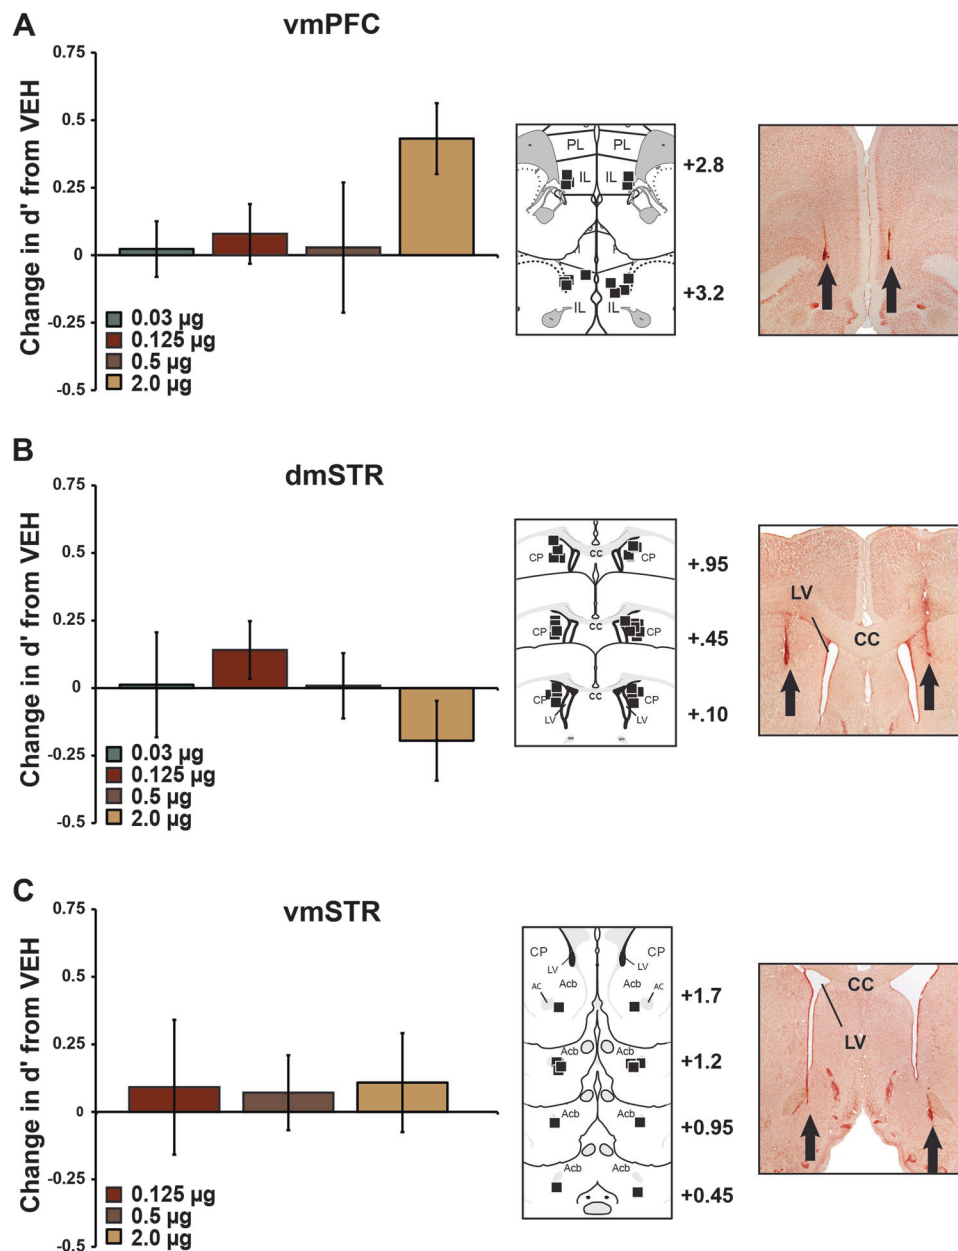 A
vmPFC
Change in d' from VEH
0.75
0.5
0.25
0
-0.25
-0.5
0.03 µg
0.125 µg
0.5 µg
2.0 µg
PL PL
IL IL
+2.8
+3.2
IL IL
B
dmSTR
Change in d' from VEH
0.75
0.5
0.25
0
-0.25
-0.5
0.03 µg
0.125 µg
0.5 µg
2.0 µg
CP CC CP
+.95
CP CC CP
+.45
CP CC CP
LV LV
+.10
LV
CC
C
vmSTR
Change in d' from VEH
0.75
0.5
0.25
0
-0.25
-0.5
0.125 µg
0.5 µg
2.0 µg
CP CP
LV LV
Acb Acb
AC AC
+1.7
Acb Acb
+1.2
Acb Acb
+0.95
Acb Acb
+0.45
CC
LV